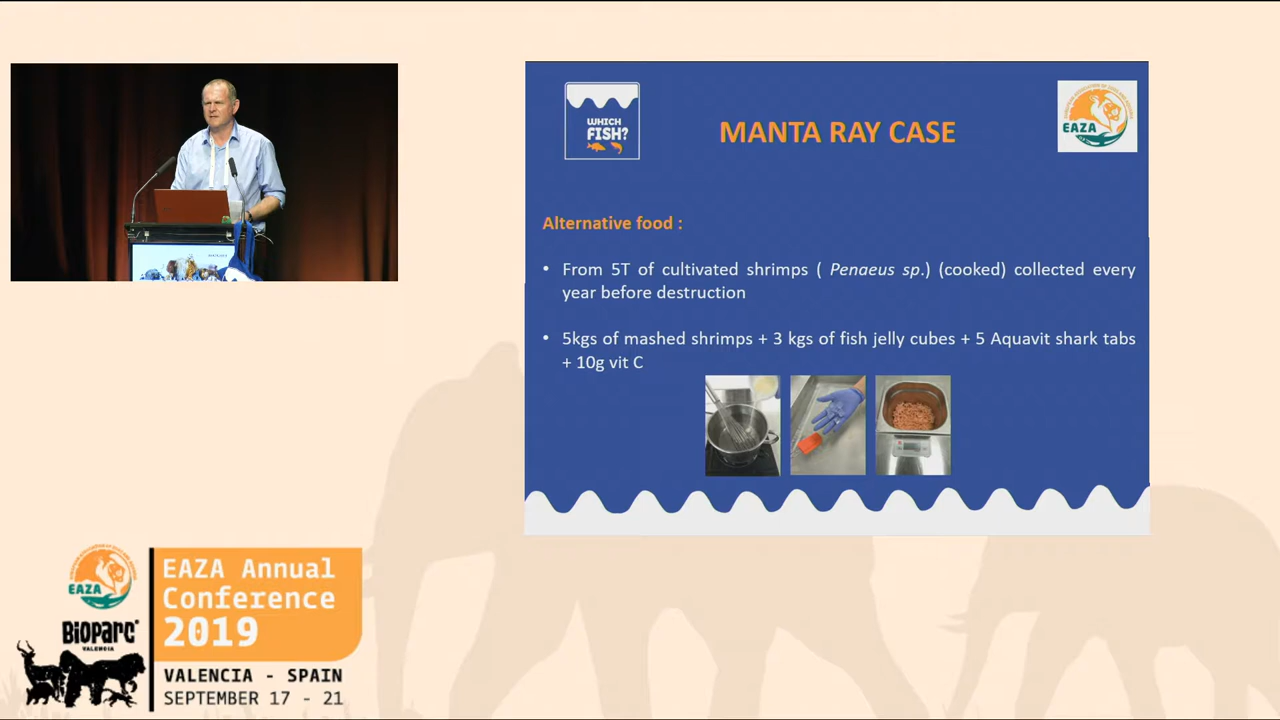 WHICH
FISH?
MANTA RAY CASE
EAZA
Alternative food :
• From 5T of cultivated shrimps ( Penaeus sp.) (cooked) collected every
year before destruction
• 5kgs of mashed shrimps + 3 kgs of fish jelly cubes + 5 Aquavit shark tabs
+ 10g vit C
EAZA
BIOPARC
VALENCIA
EAZA Annual
Conference
2019
VALENCIA - SPAIN
SEPTEMBER 17 - 21